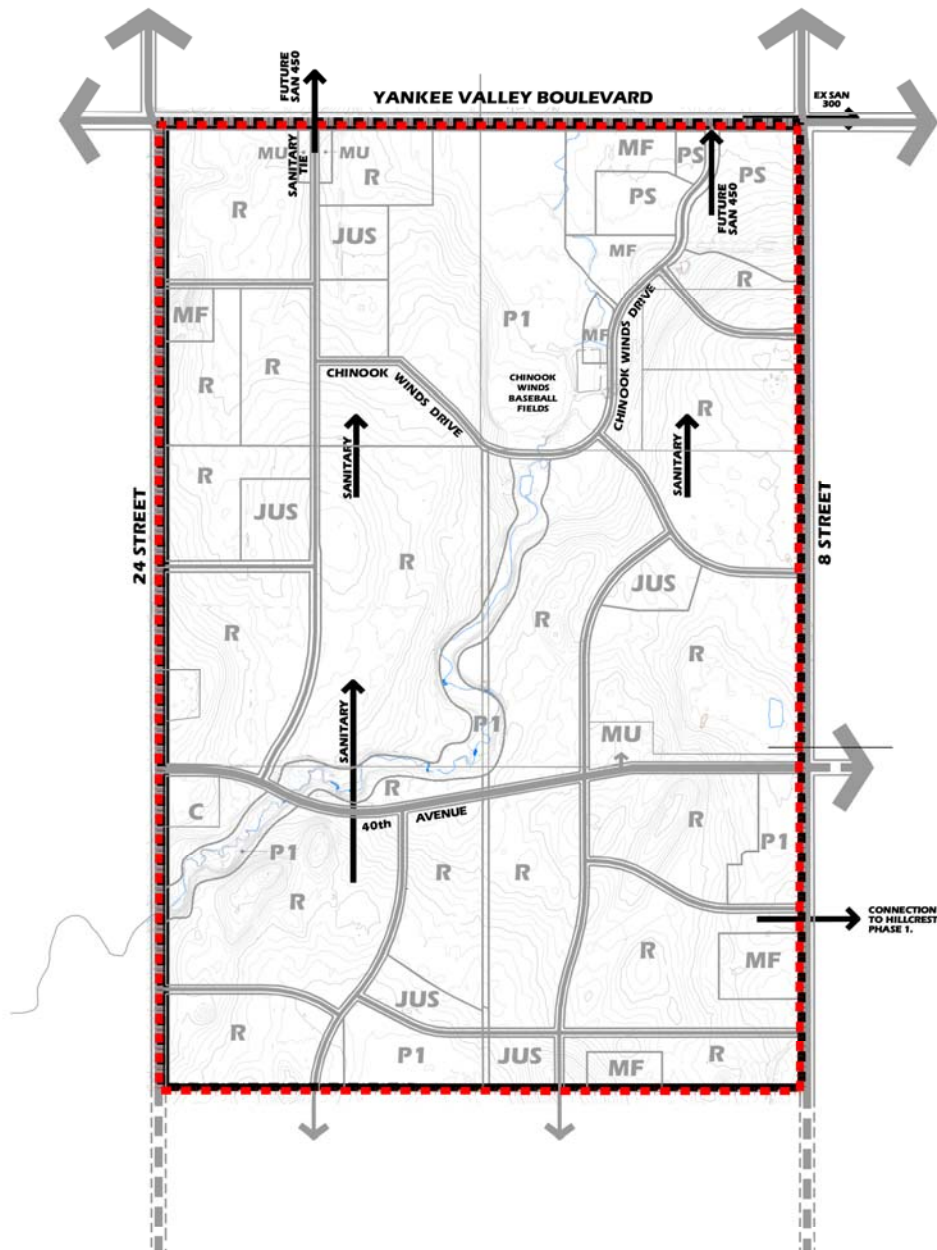 FUTURE
SAN 450
YANKEE VALLEY BOULEVARD
EX SAN
300
SANITARY
TIE
MU
MU
R
R
JUS
MF
PS
PS
PS
FUTURE
SAN 450
MF
R
MF
R
R
P1
MF
CHINOOK WINDS DRIVE
CHINOOK WINDS DRIVE
CHINOOK
WINDS
BASEBALL
FIELDS
R
SANITARY
SANITARY
R
JUS
24 STREET
8 STREET
R
R
JUS
R
R
SANITARY
P1
MU
C
R
40th AVENUE
P1
R
R
R
R
P1
CONNECTION
TO HILLCREST
PHASE 1.
R
MF
JUS
R
P1
JUS
MF
R